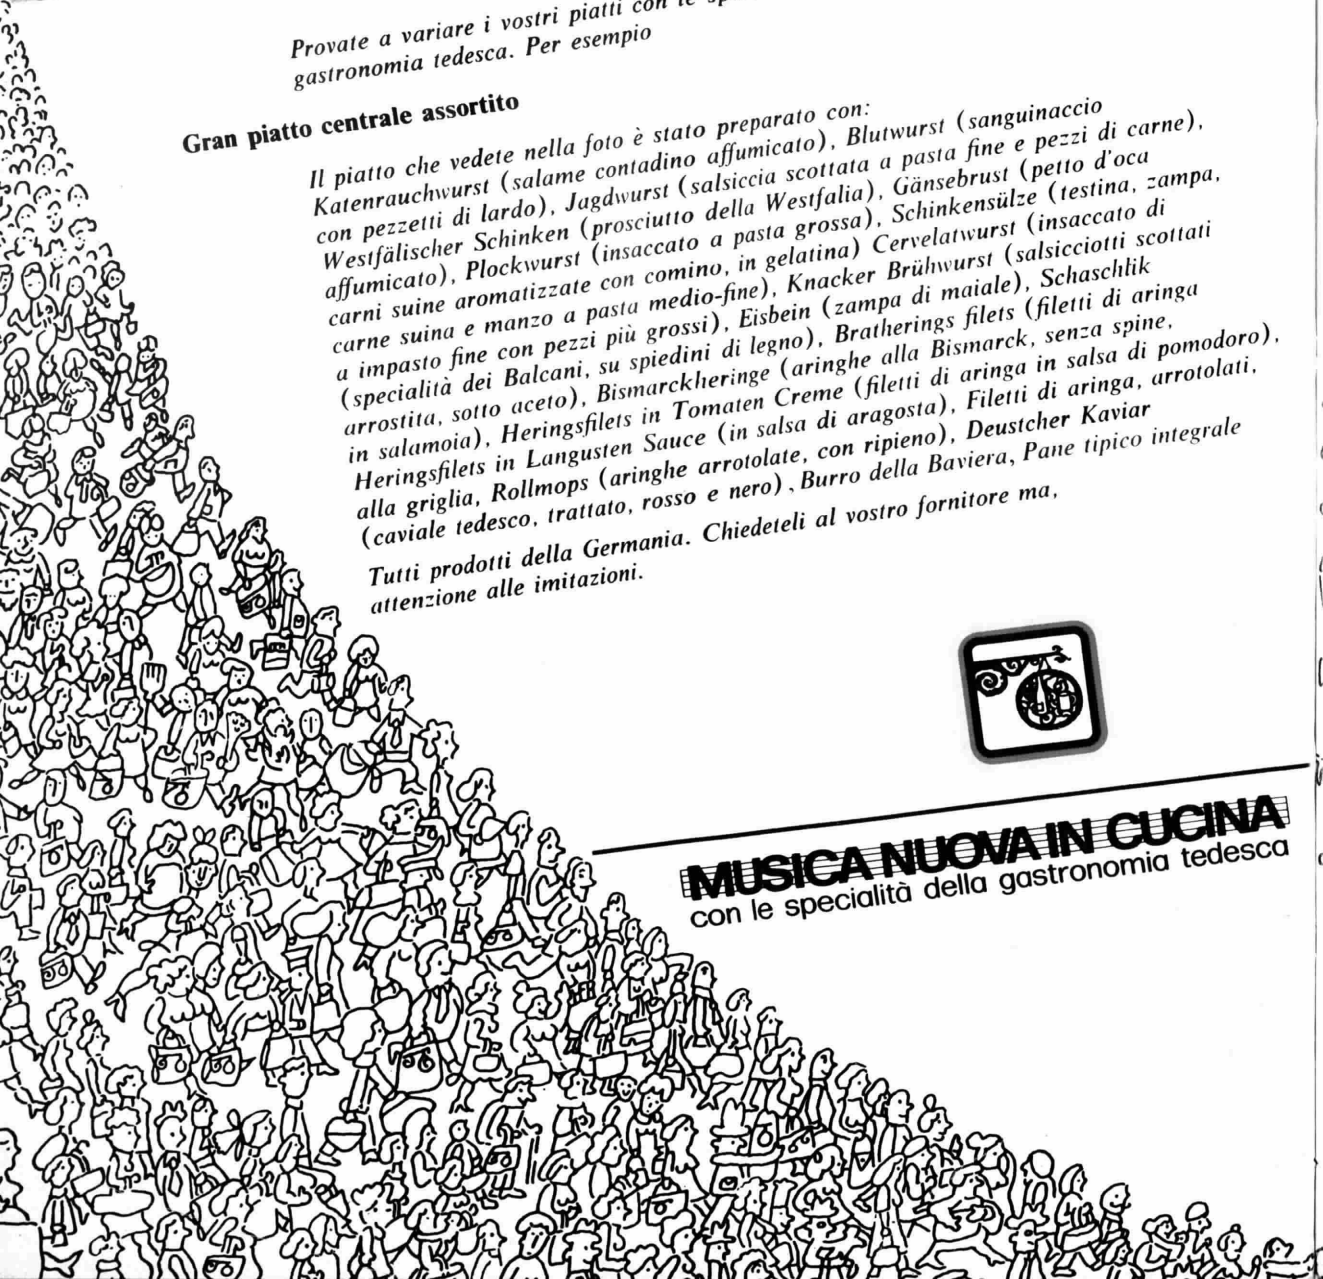 Provate a variare i vostri piatti con le
gastronomia tedesca. Per esempio
Gran piatto centrale assortito
Il piatto che vedete nella foto è stato preparato con:
Katenrauchwurst (salame contadino affumicato), Blutwurst (sanguinaccio
con pezzetti di lardo), Jagdwurst (salsiccia scottata a pasta fine e pezzi di carne),
Westfälischer Schinken (prosciutto della Westfalia), Gänsebrust (petto d'oca
affumicato), Plockwurst (insaccato a pasta grossa), Schinkensülze (testina, zampa,
carni suine aromatizzate con comino, in gelatina) Cervelatwurst (insaccato di
carne suina e manzo a pasta medio-fine), Knacker Brühwurst (salsicciotti scottati
a impasto fine con pezzi più grossi), Eisbein (zampa di maiale), Schaschlik
(specialità dei Balcani, su spiedini di legno), Bratherings filets (filetti di aringa
arrostita, sotto aceto), Bismarckheringe (aringhe alla Bismarck, senza spine,
in salamoia), Heringsfilets in Tomaten Creme (filetti di aringa in salsa di pomodoro),
Heringsfilets in Langusten Sauce (in salsa di aragosta), Filetti di aringa, arrotolati,
alla griglia, Rollmops (aringhe arrotolate, con ripieno), Deustcher Kaviar
(caviale tedesco, trattato, rosso e nero), Burro della Baviera, Pane tipico integrale
Tutti prodotti della Germania. Chiedeteli al vostro fornitore ma,
attenzione alle imitazioni.
MUSICA NUOVA IN CUCINA
con le specialità della gastronomia tedesca